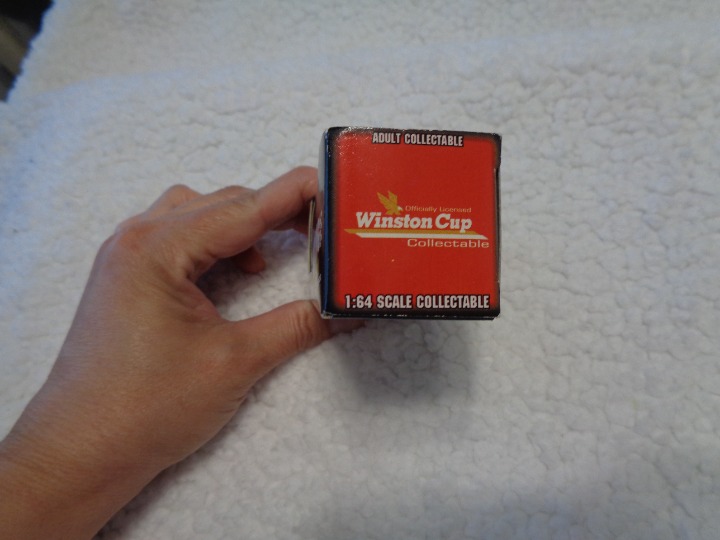 ADULT COLLECTABLE
Officially Licensed
Winston Cup
Collectable
1:64 SCALE COLLECTABLE